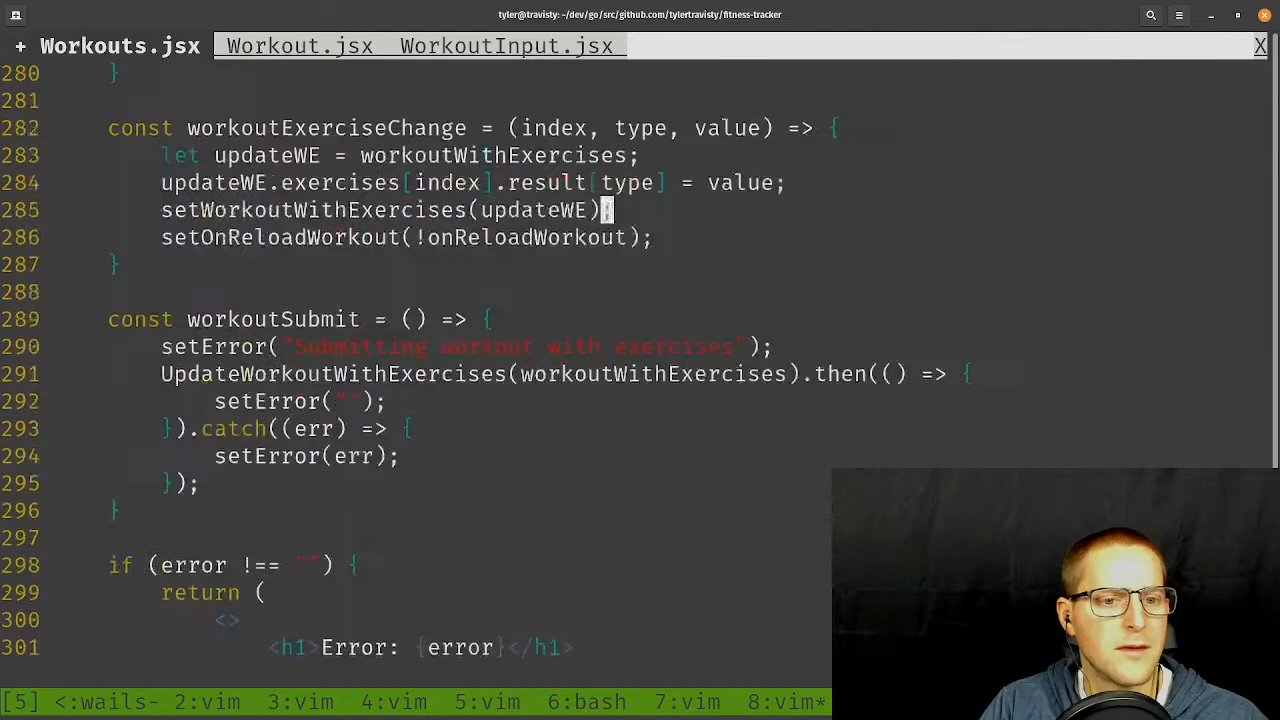 tyler@travisty: ~/dev/go/src/github.com/tylertravisty/fitness-tracker
+ Workouts.jsx  Workout.jsx  WorkoutInput.jsx  X
280     }
281
282     const workoutExerciseChange = (index, type, value) => {
283         let updateWE = workoutWithExercises;
284         updateWE.exercises[index].result[type] = value;
285         setWorkoutWithExercises(updateWE);
286         setOnReloadWorkout(!onReloadWorkout);
287     }
288
289     const workoutSubmit = () => {
290         setError("Submitting workout with exercises");
291         UpdateWorkoutWithExercises(workoutWithExercises).then(() => {
292             setError("");
293         }).catch((err) => {
294             setError(err);
295         });
296     }
297
298     if (error !== "") {
299         return (
300             <>
301                 <h1>Error: {error}</h1>
[5] <:wails- 2:vim  3:vim  4:vim  5:vim  6:bash  7:vim  8:vim*